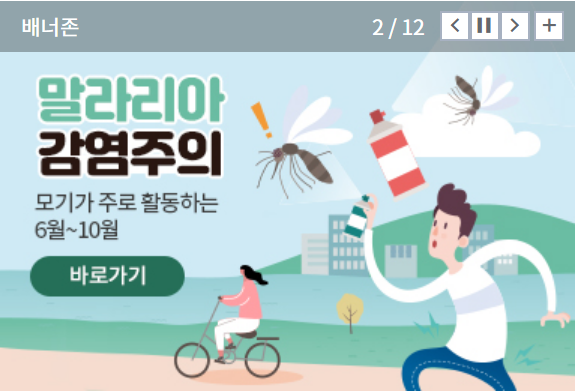 배너존 2 / 12
말라리아
감염주의
모기가 주로 활동하는
6월~10월
바로가기